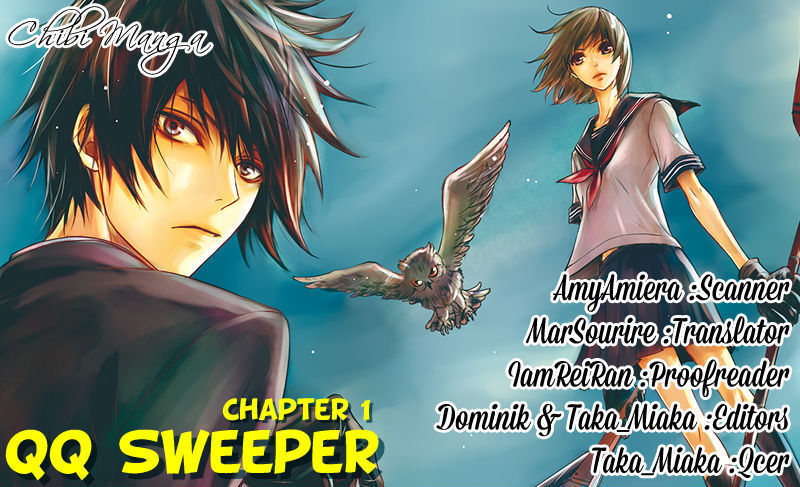 Chibi Manga
AmyAmiera :Scanner
MarSourire :Translator
IamReiRan :Proofreader
Dominik & Taka_Miaka :Editors
Taka_Miaka :Qcer
CHAPTER 1
QQ SWEEPER